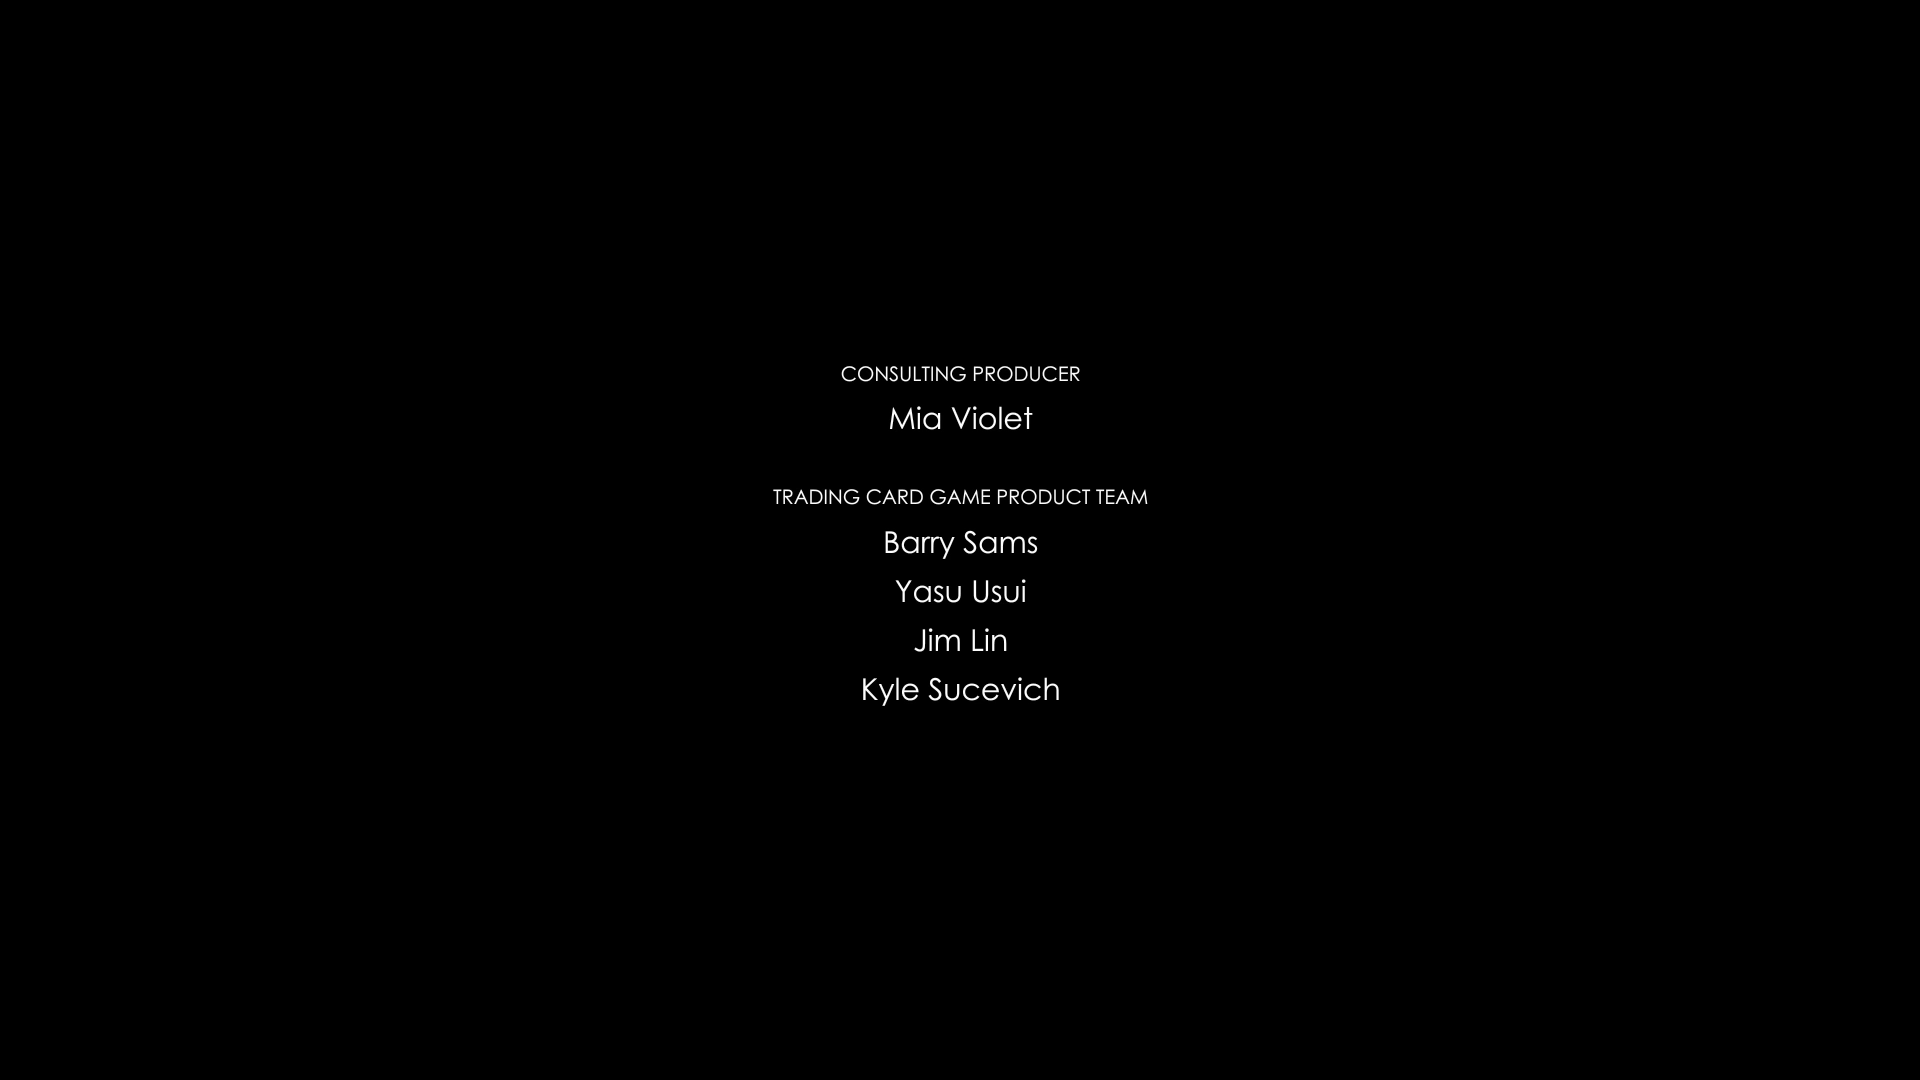 CONSULTING PRODUCER
Mia Violet
TRADING CARD GAME PRODUCT TEAM
Barry Sams
Yasu Usui
Jim Lin
Kyle Sucevich